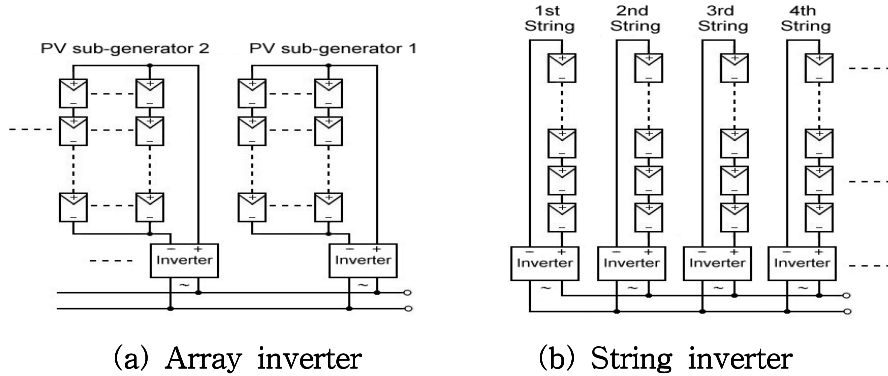 PV sub-generator 2
PV sub-generator 1
+ +
− −
+ +
− −
+ +
− −
− +
Inverter
~
+ +
− −
+ +
− −
+ +
− −
− +
Inverter
~
(a) Array inverter
1st
String
2nd
String
3rd
String
4th
String
+ + + +
− − − −
+ + + +
− − − −
+ + + +
− − − −
+ + + +
− − − −
− +
Inverter
~
− +
Inverter
~
− +
Inverter
~
− +
Inverter
~
(b) String inverter